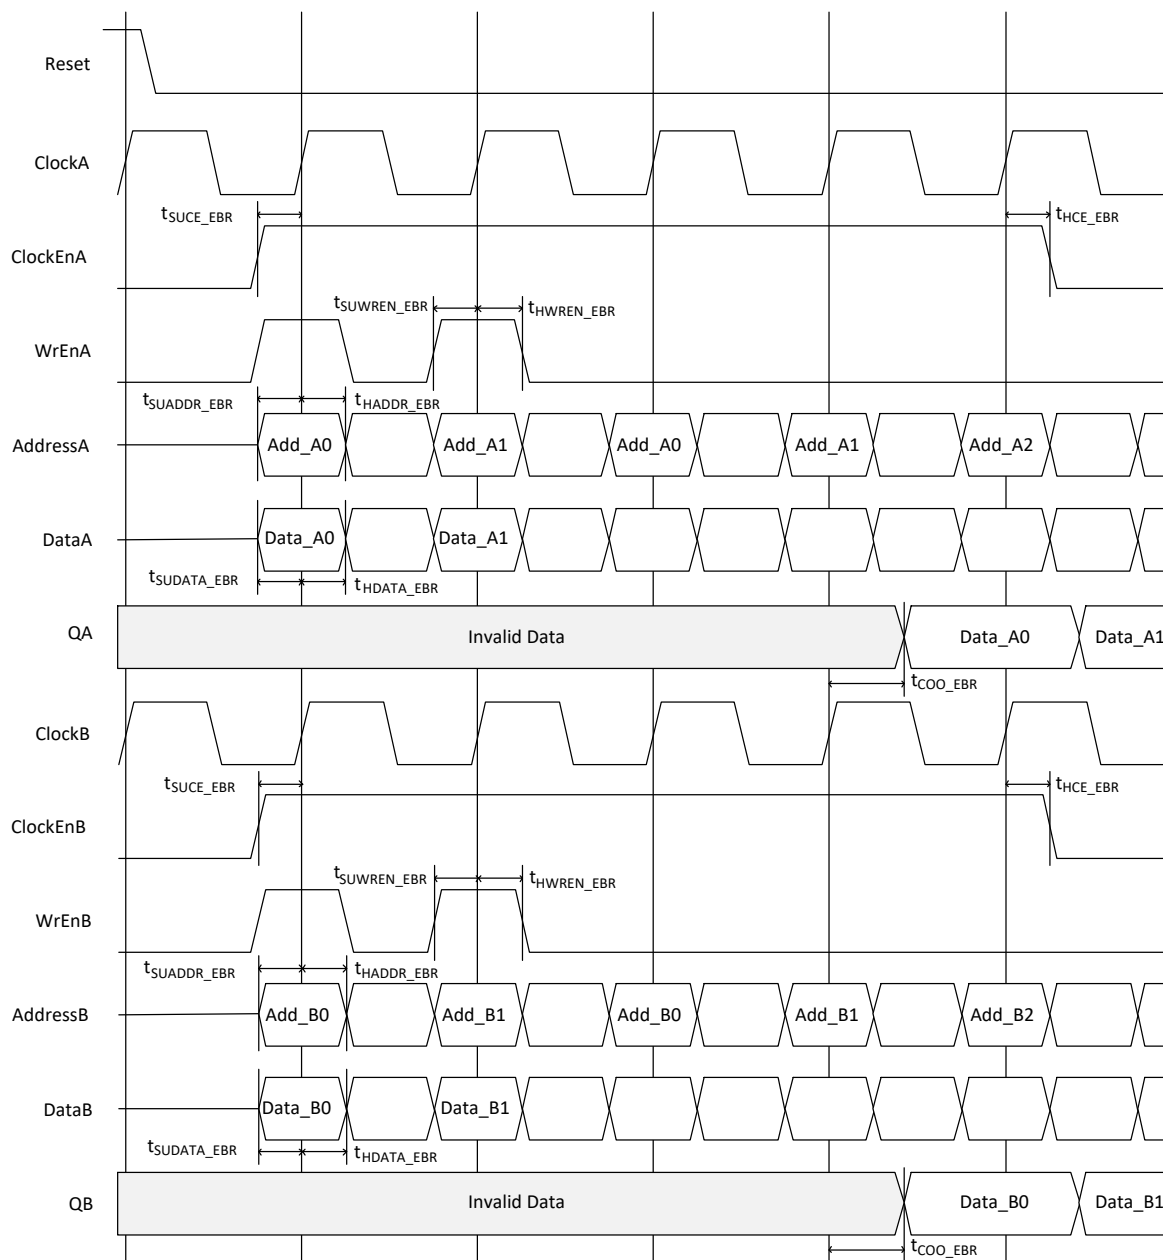 Reset
ClockA
tSUCE_EBR
tHCE_EBR
ClockEnA
tSUWREN_EBR
tHWREN_EBR
WrEnA
tSUADDR_EBR
tHADDR_EBR
AddressA
Add_A0
Add_A1
Add_A0
Add_A1
Add_A2
DataA
Data_A0
Data_A1
tSUDATA_EBR
tHDATA_EBR
QA
Invalid Data
Data_A0
Data_A1
tCOO_EBR
ClockB
tSUCE_EBR
tHCE_EBR
ClockEnB
tSUWREN_EBR
tHWREN_EBR
WrEnB
tSUADDR_EBR
tHADDR_EBR
AddressB
Add_B0
Add_B1
Add_B0
Add_B1
Add_B2
DataB
Data_B0
Data_B1
tSUDATA_EBR
tHDATA_EBR
QB
Invalid Data
Data_B0
Data_B1
tCOO_EBR